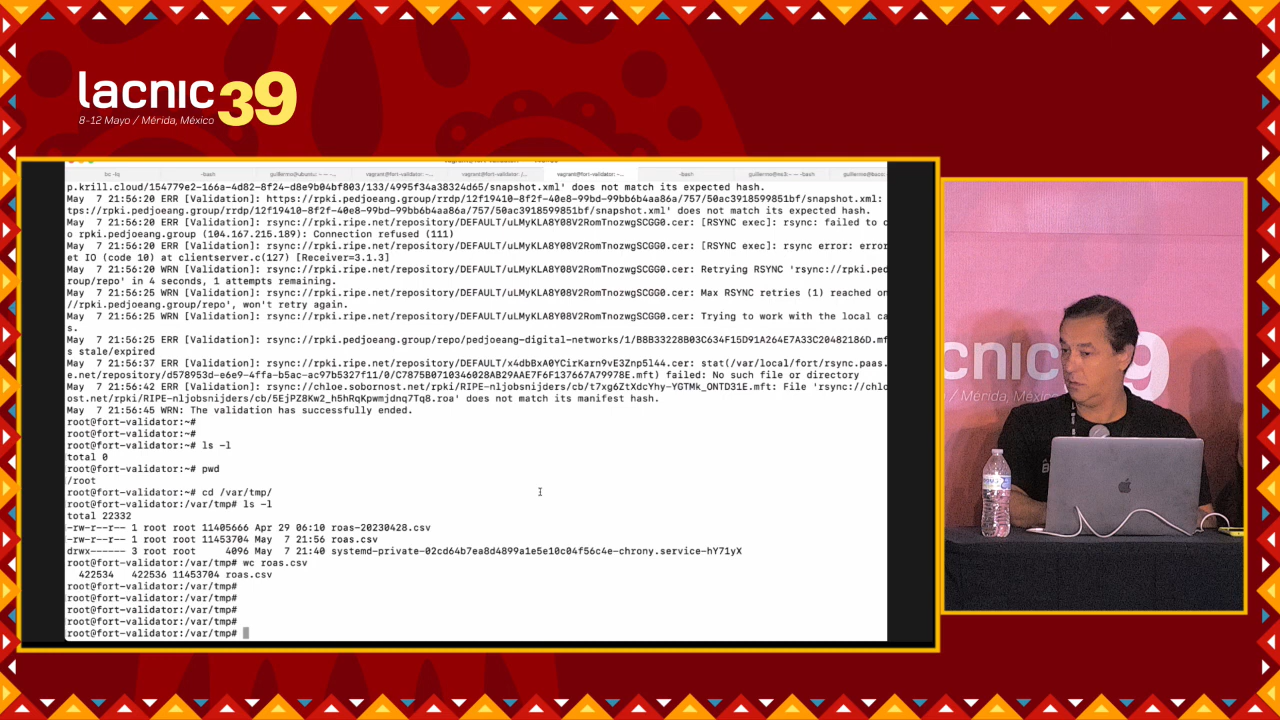 lacnic 39
8-12 Mayo / Mérida, México
bc -lq
-bash
guillermo@ubuntu: ~ — ...
vagrant@fort-validator: ~...
vagrant@fort-validator: /...
vagrant@fort-validator: ~...
-bash
p.krill.cloud/154779e2-166a-4d82-8f24-d8e9b04bf803/133/4995f34a38324d65/snapshot.xml' does not match its expected hash.
May  7 21:56:20 ERR [Validation]: https://rpki.pedjoeang.group/rrdp/12f19410-8f2f-40e8-99bd-99bb6b4aa86a/757/50ac3918599851bf/snapshot.xml:
tps://rpki.pedjoeang.group/rrdp/12f19410-8f2f-40e8-99bd-99bb6b4aa86a/757/50ac3918599851bf/snapshot.xml' does not match its expected hash.
May  7 21:56:20 ERR [Validation]: rsync://rpki.ripe.net/repository/DEFAULT/uLMyKLA8Y08V2RomTnozwgSCGG0.cer: [RSYNC exec]: rsync: failed to c
o rpki.pedjoeang.group (104.167.215.189): Connection refused (111)
May  7 21:56:20 ERR [Validation]: rsync://rpki.ripe.net/repository/DEFAULT/uLMyKLA8Y08V2RomTnozwgSCGG0.cer: [RSYNC exec]: rsync error: error
et IO (code 10) at clientserver.c(127) [Receiver=3.1.3]
May  7 21:56:20 WRN [Validation]: rsync://rpki.ripe.net/repository/DEFAULT/uLMyKLA8Y08V2RomTnozwgSCGG0.cer: Retrying RSYNC 'rsync://rpki.ped
roup/repo' in 4 seconds, 1 attempts remaining.
May  7 21:56:25 WRN [Validation]: rsync://rpki.ripe.net/repository/DEFAULT/uLMyKLA8Y08V2RomTnozwgSCGG0.cer: Max RSYNC retries (1) reached on
//rpki.pedjoeang.group/repo', won't retry again.
May  7 21:56:25 WRN [Validation]: rsync://rpki.ripe.net/repository/DEFAULT/uLMyKLA8Y08V2RomTnozwgSCGG0.cer: Trying to work with the local ca
s.
May  7 21:56:25 ERR [Validation]: rsync://rpki.pedjoeang.group/repo/pedjoeang-digital-networks/1/B8B33228B03C634F15D91A264E7A33C20482186D.mf
s stale/expired
May  7 21:56:37 ERR [Validation]: rsync://rpki.ripe.net/repository/DEFAULT/x4dbBxA0YCirKarn9vE3Znp5l44.cer: stat(/var/local/fort/rsync.paas.
e.net/repository/d578953d-e6e9-4ffa-b5ac-ac97b5327f11/0/C7875B0710346028AB29AAE7F6F137667A79978E.mft) failed: No such file or directory
May  7 21:56:42 ERR [Validation]: rsync://chloe.sobornost.net/rpki/RIPE-nljobsnijders/cb/t7xg6ZtXdcYhy-YGTMk_ONTD31E.mft: File 'rsync://chlo
ost.net/rpki/RIPE-nljobsnijders/cb/5EjPZ8Kw2_h5hRqKpwmjdnq7Tq8.roa' does not match its manifest hash.
May  7 21:56:45 WRN: The validation has successfully ended.
root@fort-validator:~#
root@fort-validator:~#
root@fort-validator:~# ls -l
total 0
root@fort-validator:~# pwd
/root
root@fort-validator:~# cd /var/tmp/
root@fort-validator:/var/tmp# ls -l
total 22332
-rw-r--r-- 1 root root 11405666 Apr 29 06:10 roas-20230428.csv
-rw-r--r-- 1 root root 11453704 May  7 21:56 roas.csv
drwx------ 3 root root     4096 May  7 21:40 systemd-private-02cd64b7ea8d4899a1e5e10c04f56c4e-chrony.service-hY71yX
root@fort-validator:/var/tmp# wc roas.csv
  422534   422536 11453704 roas.csv
root@fort-validator:/var/tmp#
root@fort-validator:/var/tmp#
root@fort-validator:/var/tmp#
root@fort-validator:/var/tmp#
root@fort-validator:/var/tmp#
cnic 9
/ Mérida, México